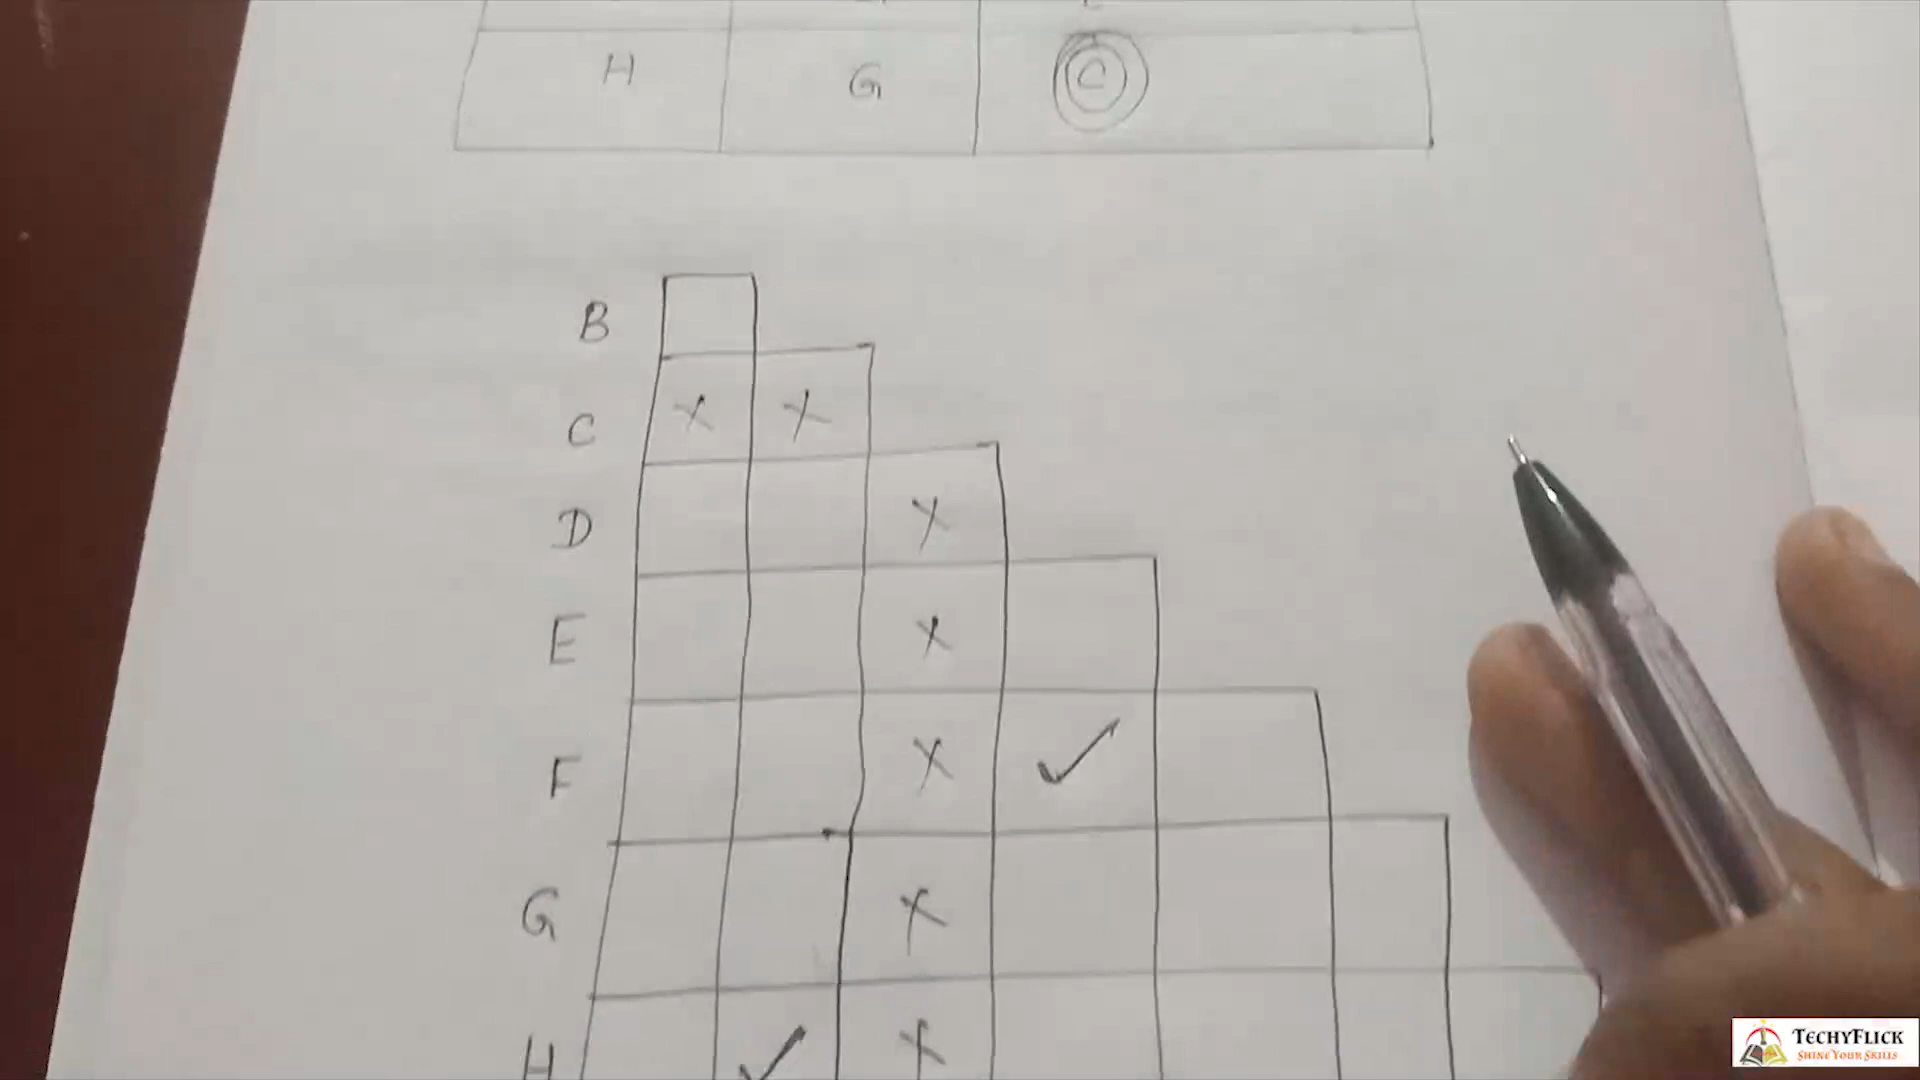 H G C
B
C X X
D X
E X
F X ✓
G X
H ✓ X
TECHYFLICK
SHINE YOUR SKILLS